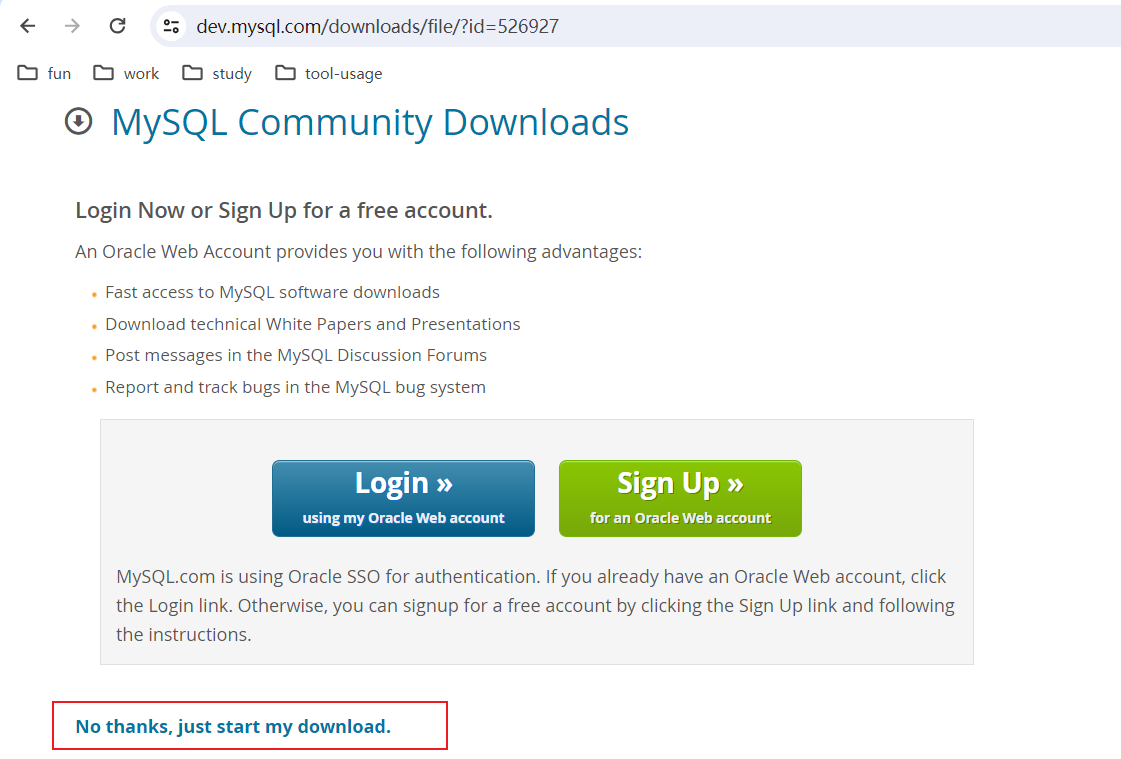 dev.mysql.com/downloads/file/?id=526927
fun work study tool-usage
MySQL Community Downloads
Login Now or Sign Up for a free account.
An Oracle Web Account provides you with the following advantages:
Fast access to MySQL software downloads
Download technical White Papers and Presentations
Post messages in the MySQL Discussion Forums
Report and track bugs in the MySQL bug system
Login » Sign Up »
using my Oracle Web account for an Oracle Web account
MySQL.com is using Oracle SSO for authentication. If you already have an Oracle Web account, click
the Login link. Otherwise, you can signup for a free account by clicking the Sign Up link and following
the instructions.
No thanks, just start my download.